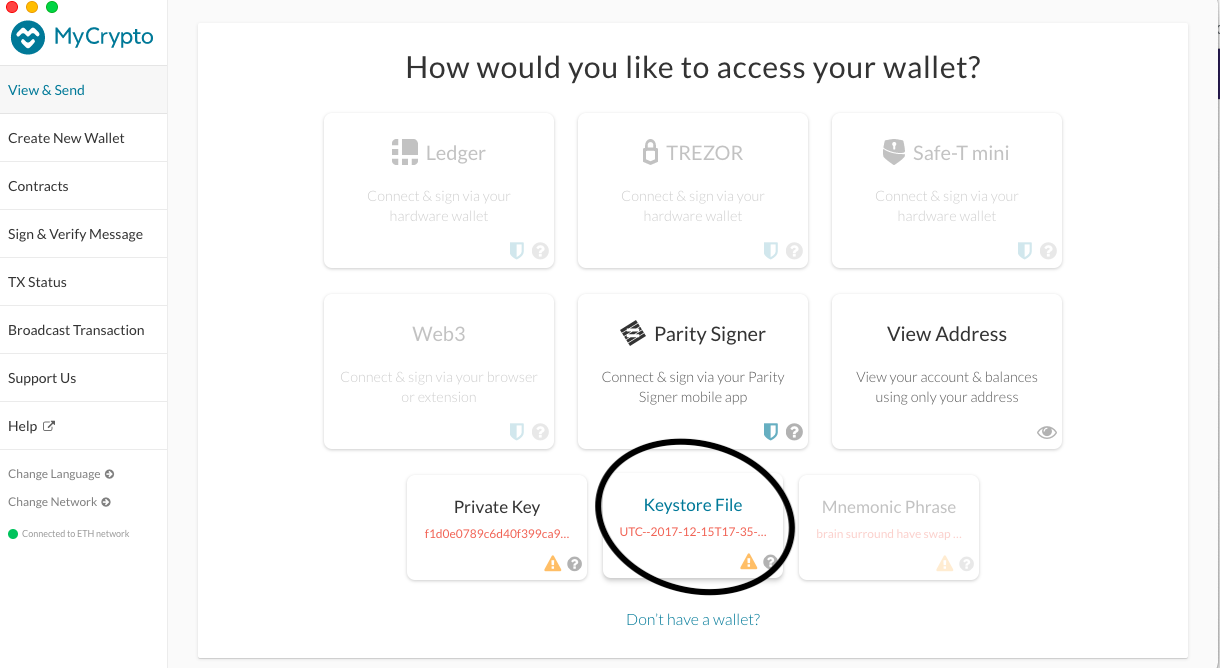 MyCrypto
View & Send
Create New Wallet
Contracts
Sign & Verify Message
TX Status
Broadcast Transaction
Support Us
Help
Change Language
Change Network
Connected to ETH network
How would you like to access your wallet?
Ledger
Connect & sign via your
hardware wallet
TREZOR
Connect & sign via your
hardware wallet
Safe-T mini
Connect & sign via your
hardware wallet
Web3
Connect & sign via your browser
or extension
Parity Signer
Connect & sign via your Parity
Signer mobile app
View Address
View your account & balances
using only your address
Private Key
f1d0e0789c6d40f399ca9...
Keystore File
UTC--2017-12-15T17-35-...
Mnemonic Phrase
brain surround have swap ...
Don't have a wallet?